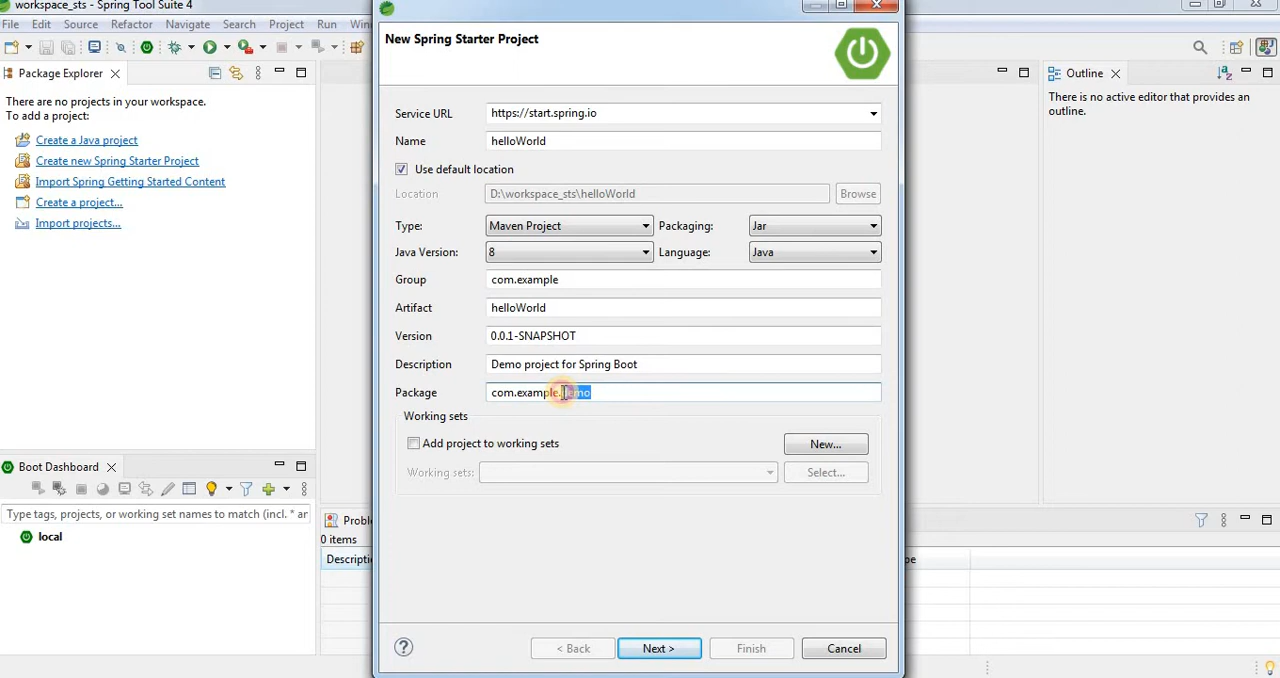 workspace_sts - Spring Tool Suite 4
File Edit Source Refactor Navigate Search Project Run
Package Explorer
There are no projects in your workspace.
To add a project:
Create a Java project
Create new Spring Starter Project
Import Spring Getting Started Content
Create a project...
Import projects...
Boot Dashboard
Type tags, projects, or working set names to match (incl. * ar
local
New Spring Starter Project
Service URL https://start.spring.io
Name helloWorld
Use default location
Location D:\workspace_sts\helloWorld Browse
Type: Maven Project Packaging: Jar
Java Version: 8 Language: Java
Group com.example
Artifact helloWorld
Version 0.0.1-SNAPSHOT
Description Demo project for Spring Boot
Package com.example.demo
Working sets
Add project to working sets New...
Working sets: Select...
? < Back Next > Finish Cancel
Outline
There is no active editor that provides an
outline.
0 items